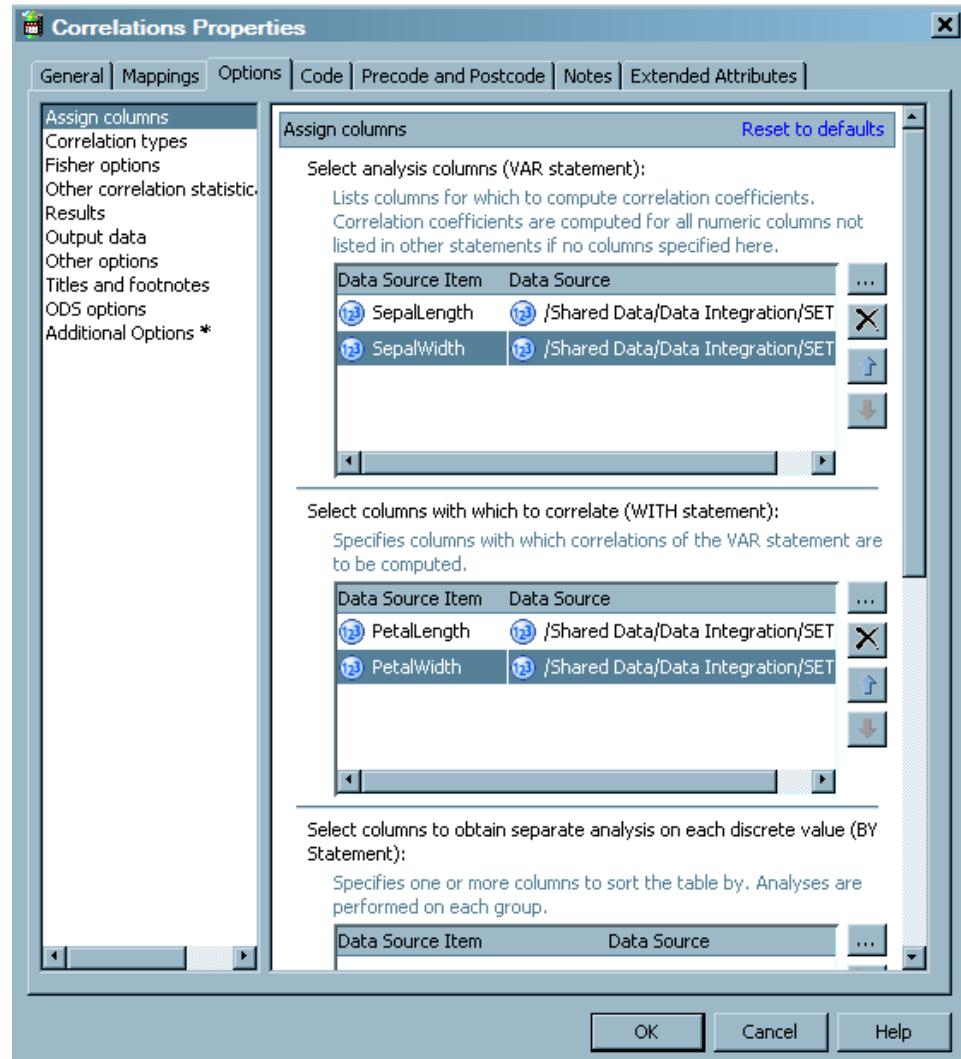 Correlations Properties
General Mappings Options Code Precode and Postcode Notes Extended Attributes
Assign columns
Correlation types
Fisher options
Other correlation statistic
Results
Output data
Other options
Titles and footnotes
ODS options
Additional Options *
Assign columns Reset to defaults
Select analysis columns (VAR statement):
Lists columns for which to compute correlation coefficients.
Correlation coefficients are computed for all numeric columns not
listed in other statements if no columns specified here.
Data Source Item Data Source ...
123 SepalLength 123 /Shared Data/Data Integration/SET
123 SepalWidth 123 /Shared Data/Data Integration/SET
Select columns with which to correlate (WITH statement):
Specifies columns with which correlations of the VAR statement are
to be computed.
Data Source Item Data Source ...
123 PetalLength 123 /Shared Data/Data Integration/SET
123 PetalWidth 123 /Shared Data/Data Integration/SET
Select columns to obtain separate analysis on each discrete value (BY
Statement):
Specifies one or more columns to sort the table by. Analyses are
performed on each group.
Data Source Item Data Source ...
OK Cancel Help